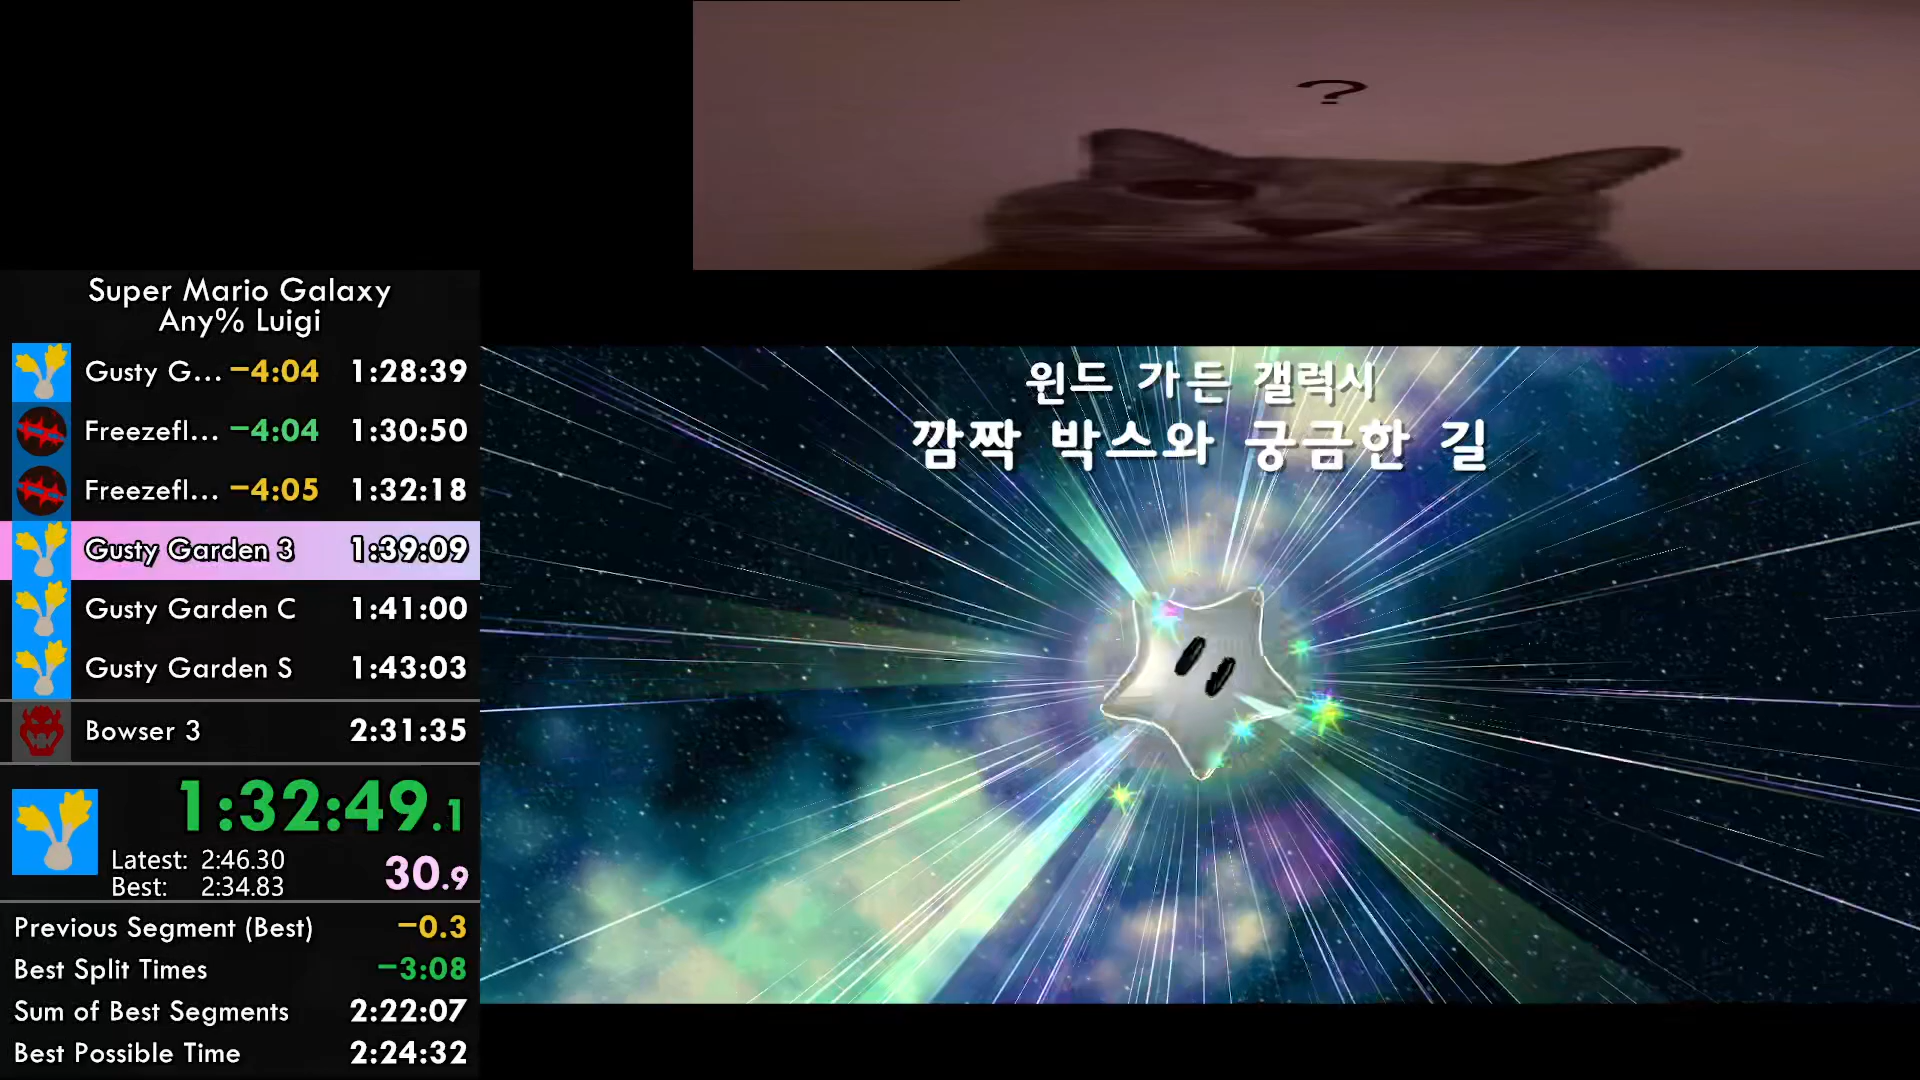 ?
Super Mario Galaxy
Any% Luigi
Gusty G... −4:04 1:28:39
Freezefl... −4:04 1:30:50
Freezefl... −4:05 1:32:18
Gusty Garden 3 1:39:09
Gusty Garden C 1:41:00
Gusty Garden S 1:43:03
Bowser 3 2:31:35
1:32:49.1
Latest: 2:46.30
Best: 2:34.83
30.9
Previous Segment (Best) −0.3
Best Split Times −3:08
Sum of Best Segments 2:22:07
Best Possible Time 2:24:32
윈드 가든 갤럭시
깜짝 박스와 궁금한 길